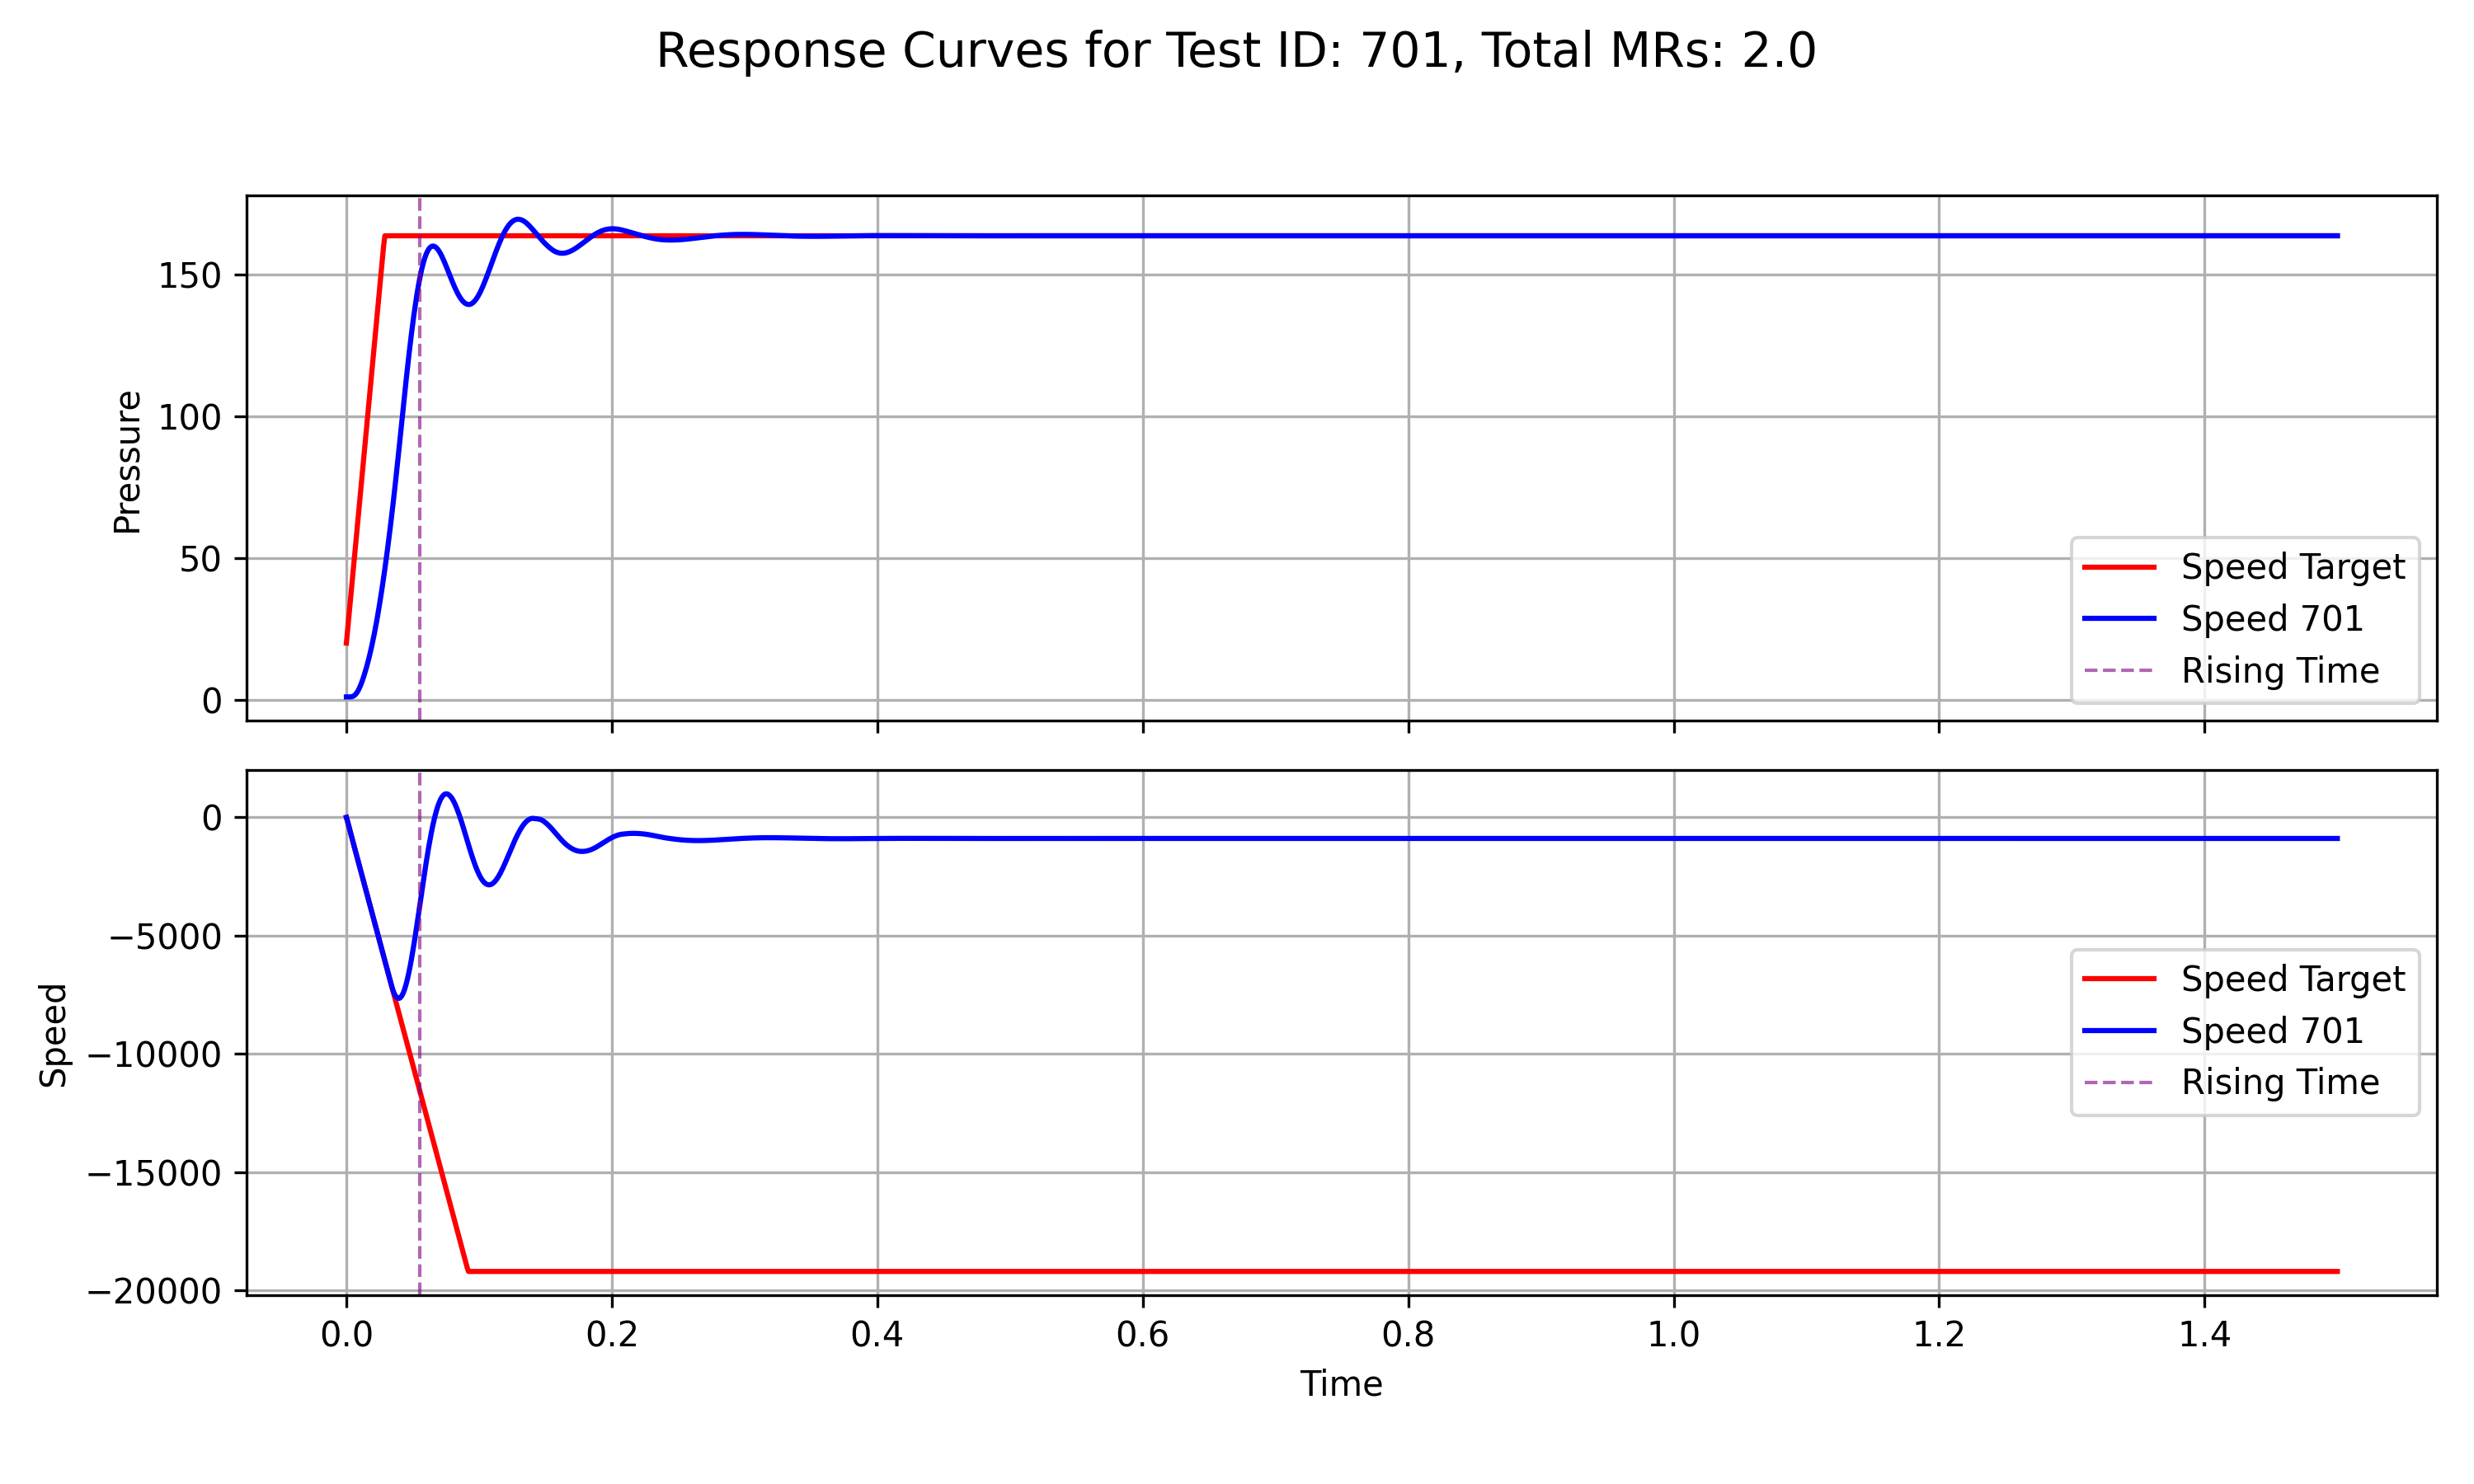 Response Curves for Test ID: 701, Total MRs: 2.0
150
100
50
0
Pressure
Speed Target
Speed 701
Rising Time
0
−5000
−10000
−15000
−20000
Speed
Speed Target
Speed 701
Rising Time
0.0 0.2 0.4 0.6 0.8 1.0 1.2 1.4
Time